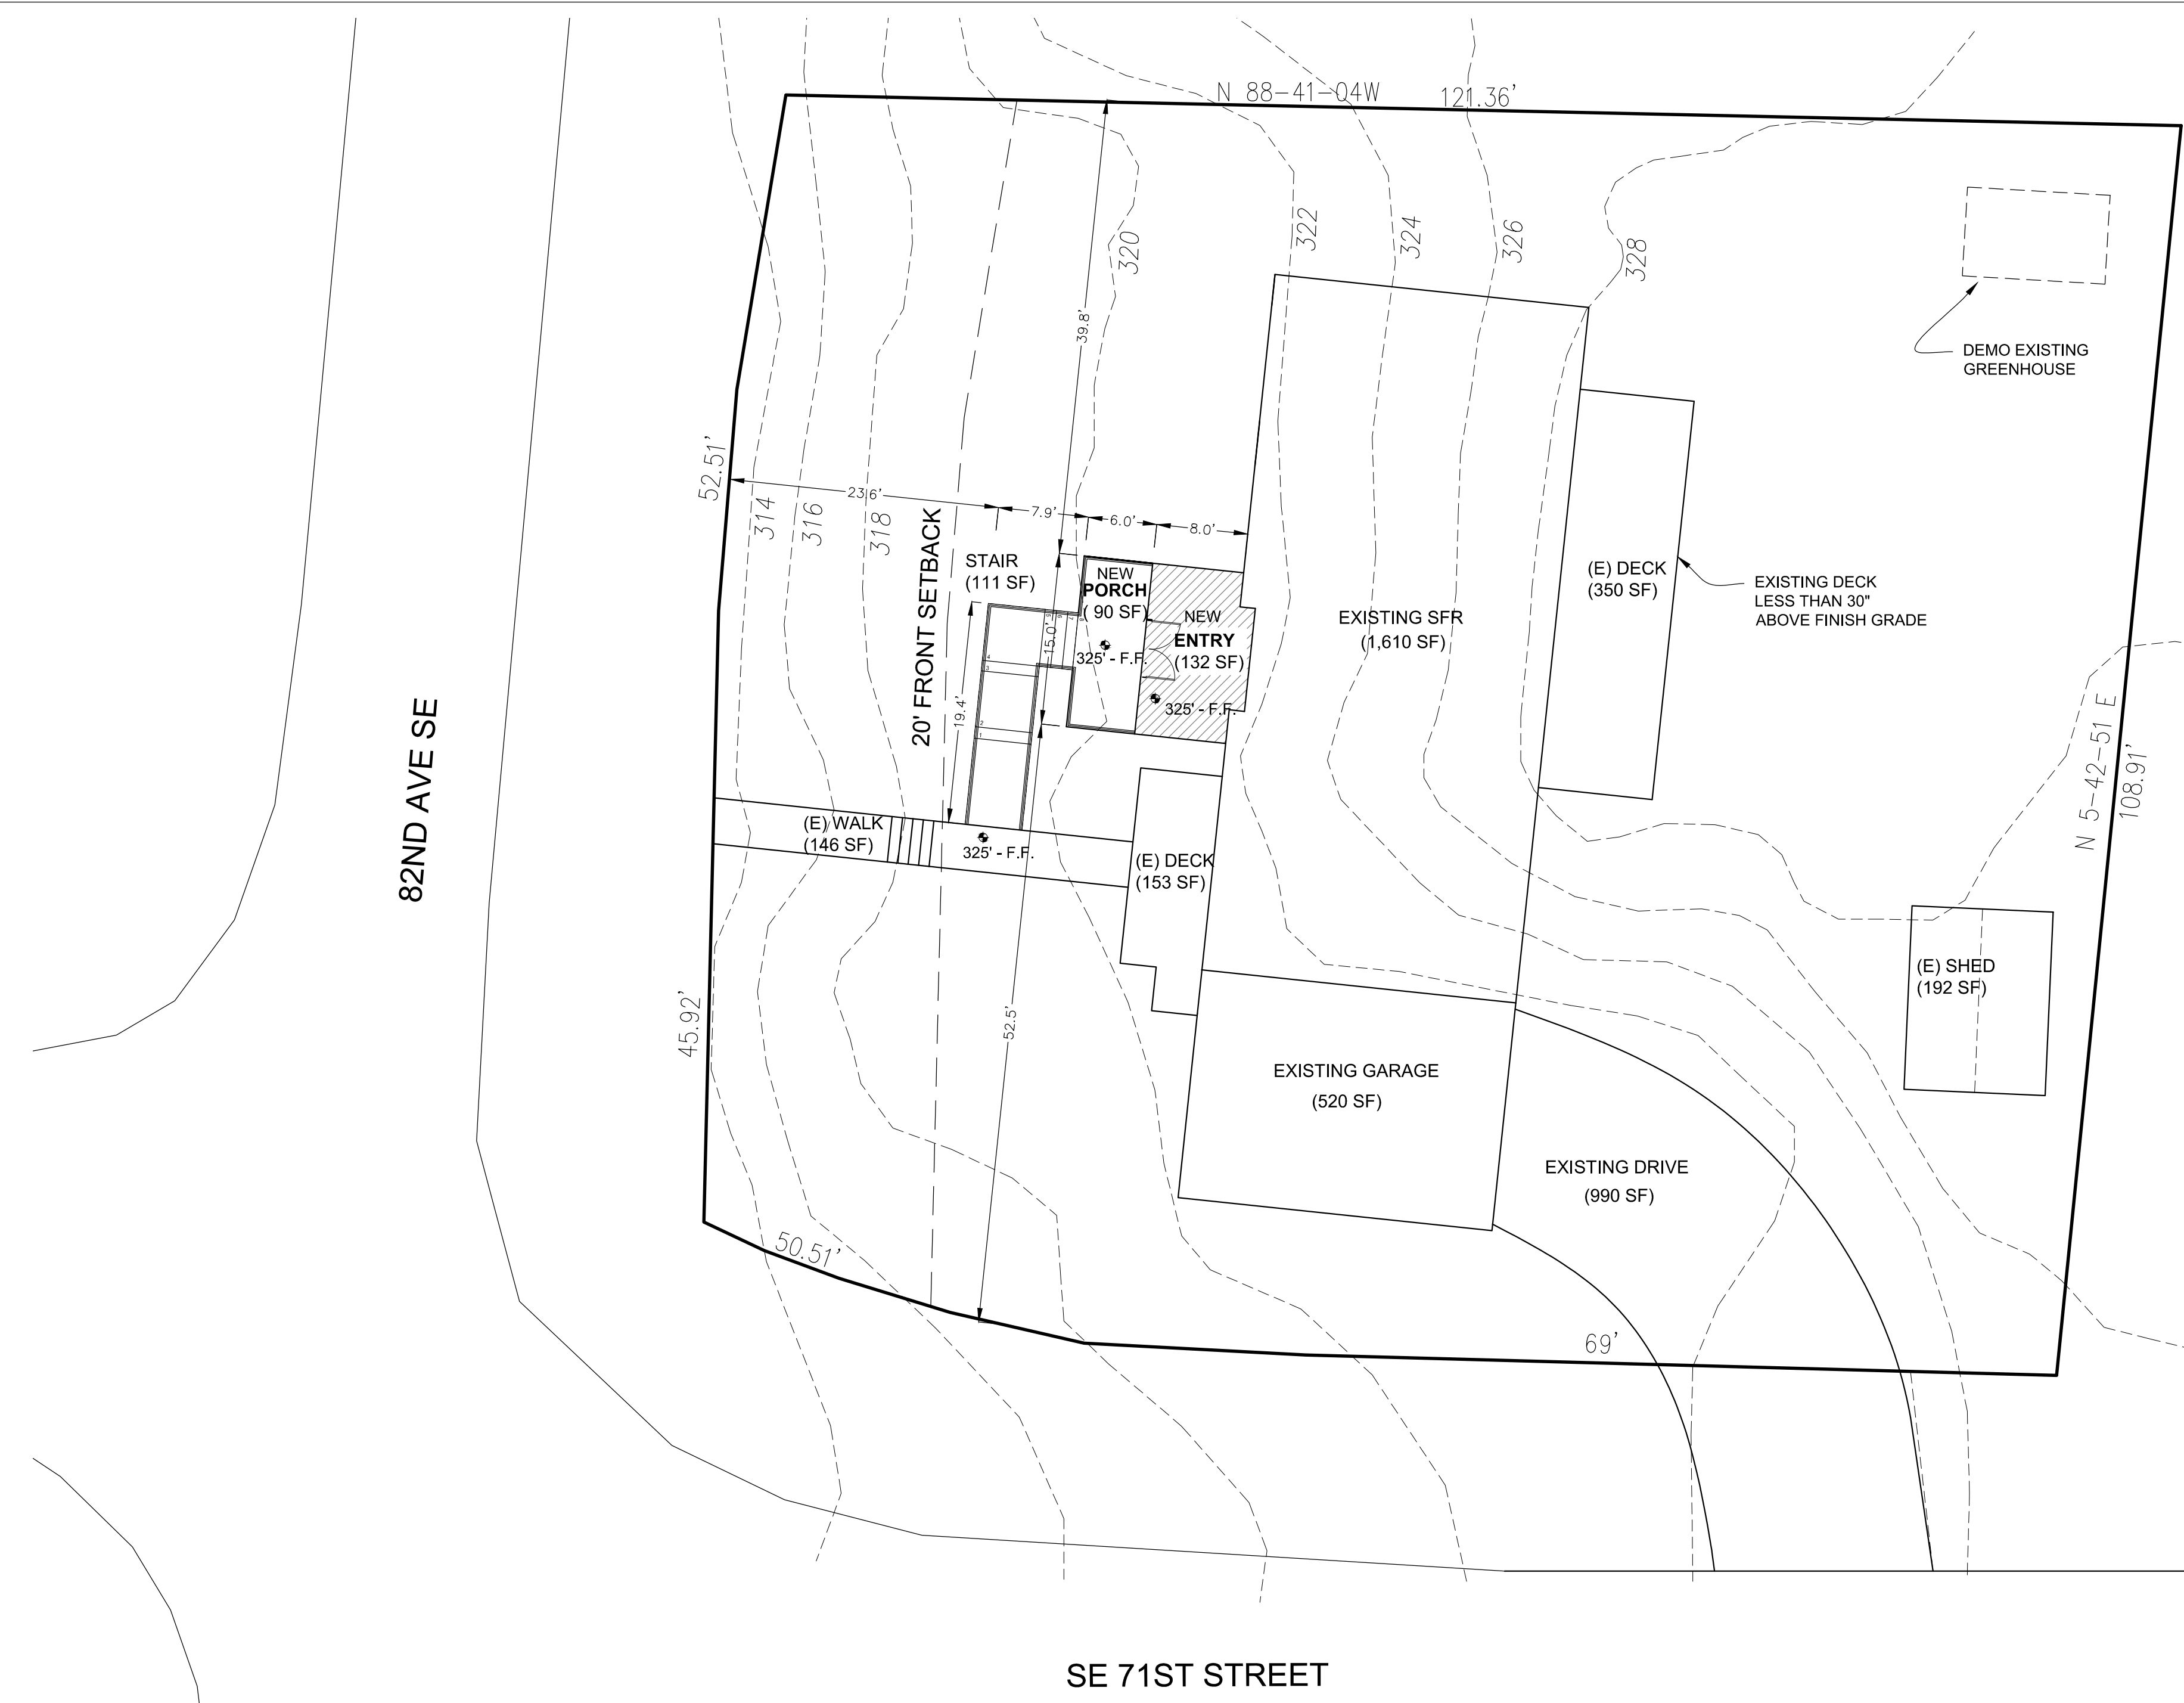 N 88-41-04W 121.36'
322
324
326
320
328
39.8'
DEMO EXISTING
GREENHOUSE
52.51'
23.6'
7.9'
6.0'
8.0'
314
316
318
20' FRONT SETBACK
STAIR
(111 SF)
NEW
PORCH
( 90 SF)
325' - F.F.
15.0'
NEW
ENTRY
(132 SF)
325' - F.F.
EXISTING SFR
(1,610 SF)
(E) DECK
(350 SF)
EXISTING DECK
LESS THAN 30"
ABOVE FINISH GRADE
4
3
2
1
19.4'
82ND AVE SE
N 5-42-51 E
108.91'
(E) WALK
(146 SF)
325' - F.F.
(E) DECK
(153 SF)
(E) SHED
(192 SF)
45.92'
52.5'
EXISTING GARAGE
(520 SF)
EXISTING DRIVE
(990 SF)
50.51'
69'
SE 71ST STREET